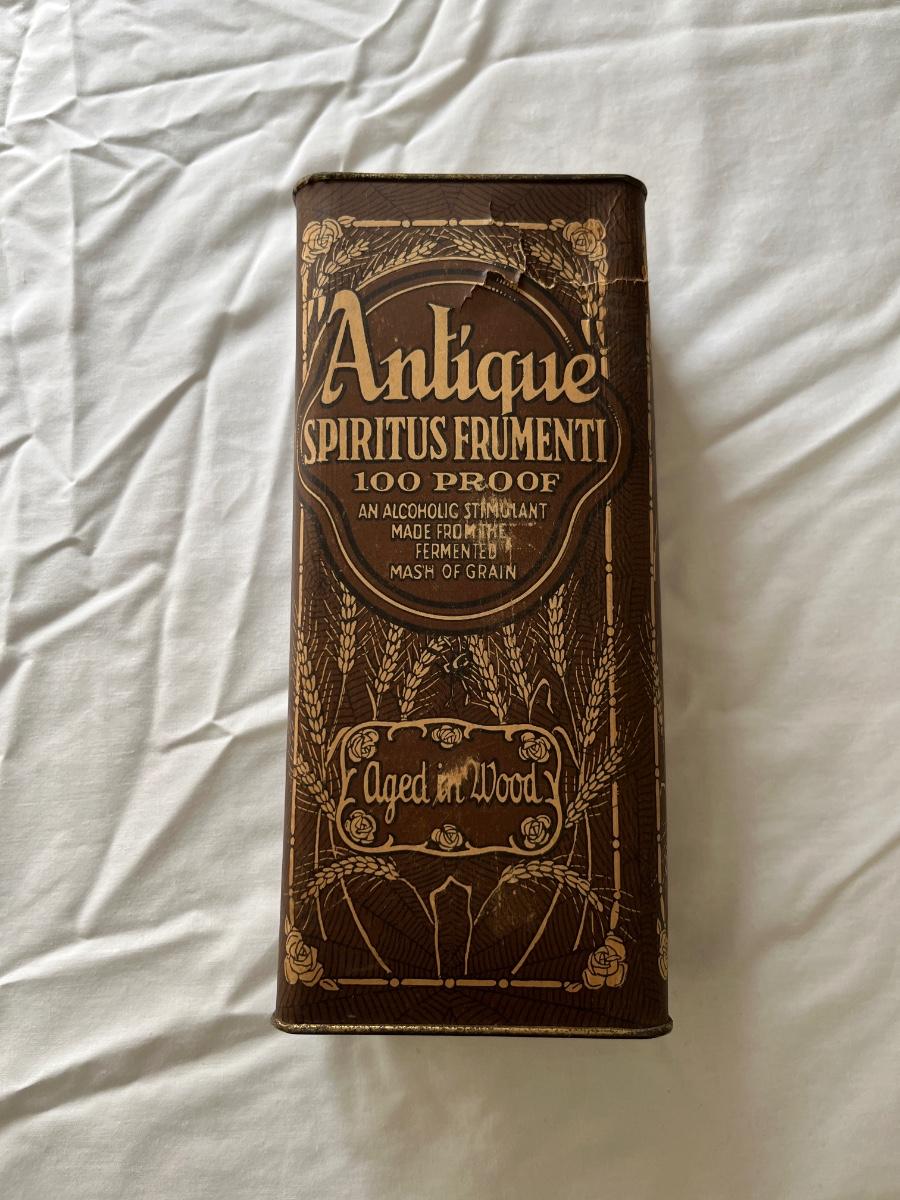 "Antique"
SPIRITUS FRUMENTI
100 PROOF
AN ALCOHOLIC STIMULANT
MADE FROM THE
FERMENTED
MASH OF GRAIN
Aged in Wood